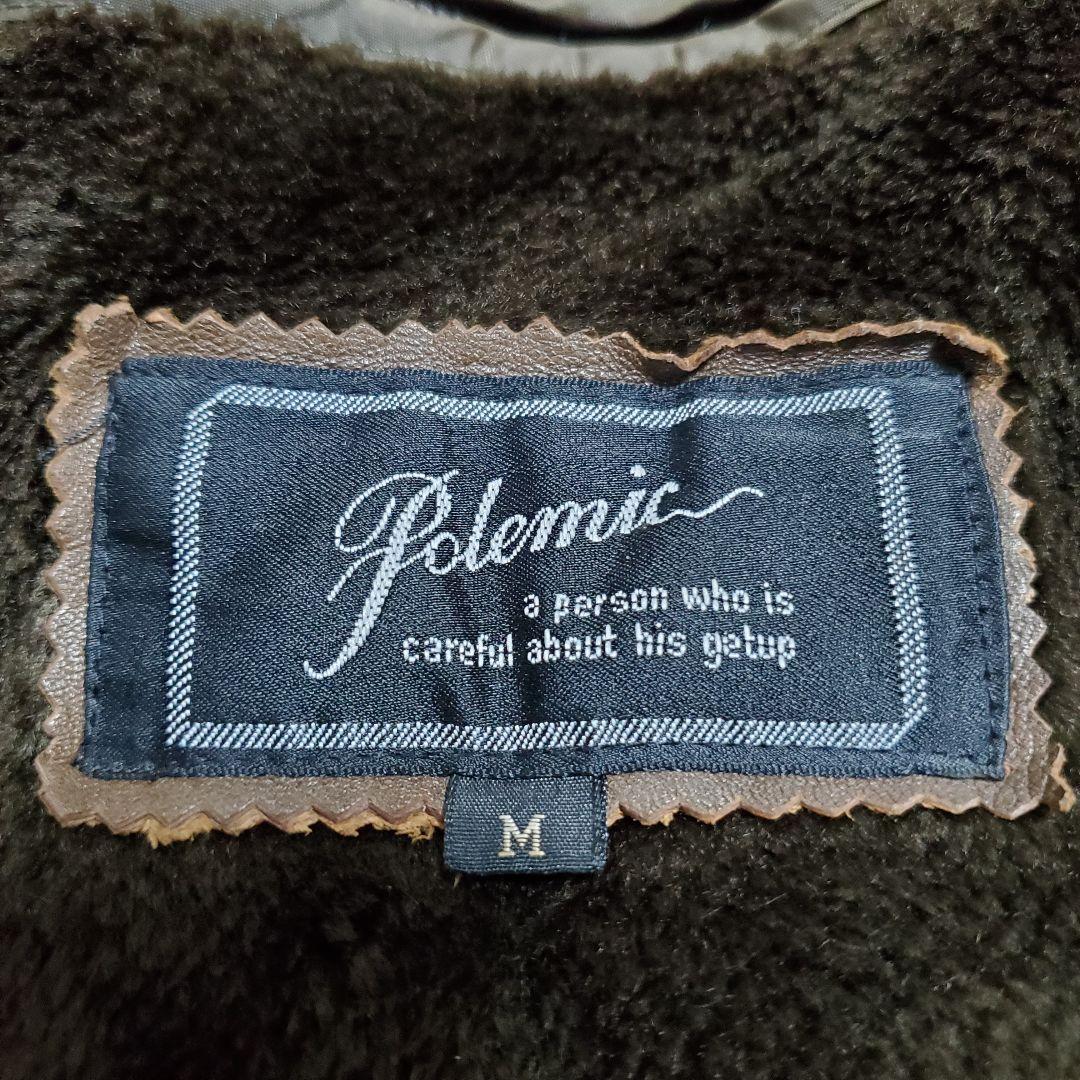 Polemic
a person who is
careful about his getup
M